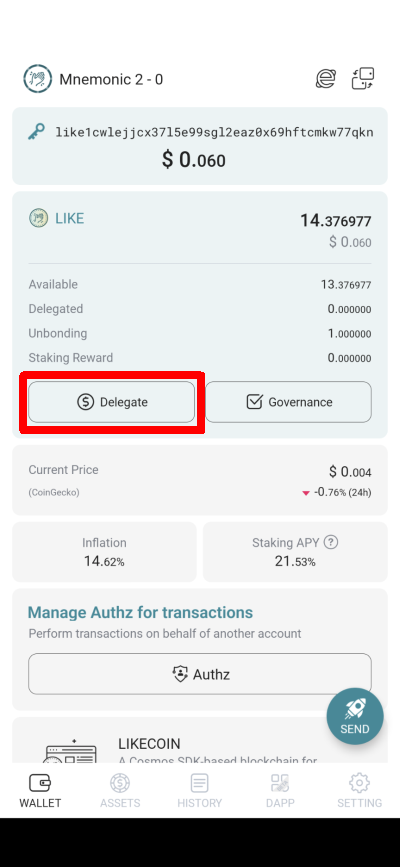 Mnemonic 2 - 0
like1cwlejjcx37l5e99sgl2eaz0x69hftcmkw77qkn
$ 0.060
LIKE
14.376977
$ 0.060
Available 13.376977
Delegated 0.000000
Unbonding 1.000000
Staking Reward 0.000000
Delegate Governance
Current Price $ 0.004
(CoinGecko) -0.76% (24h)
Inflation Staking APY ?
14.62% 21.53%
Manage Authz for transactions
Perform transactions on behalf of another account
Authz
SEND
LIKECOIN
A Cosmos SDK-based blockchain for
WALLET ASSETS HISTORY DAPP SETTING